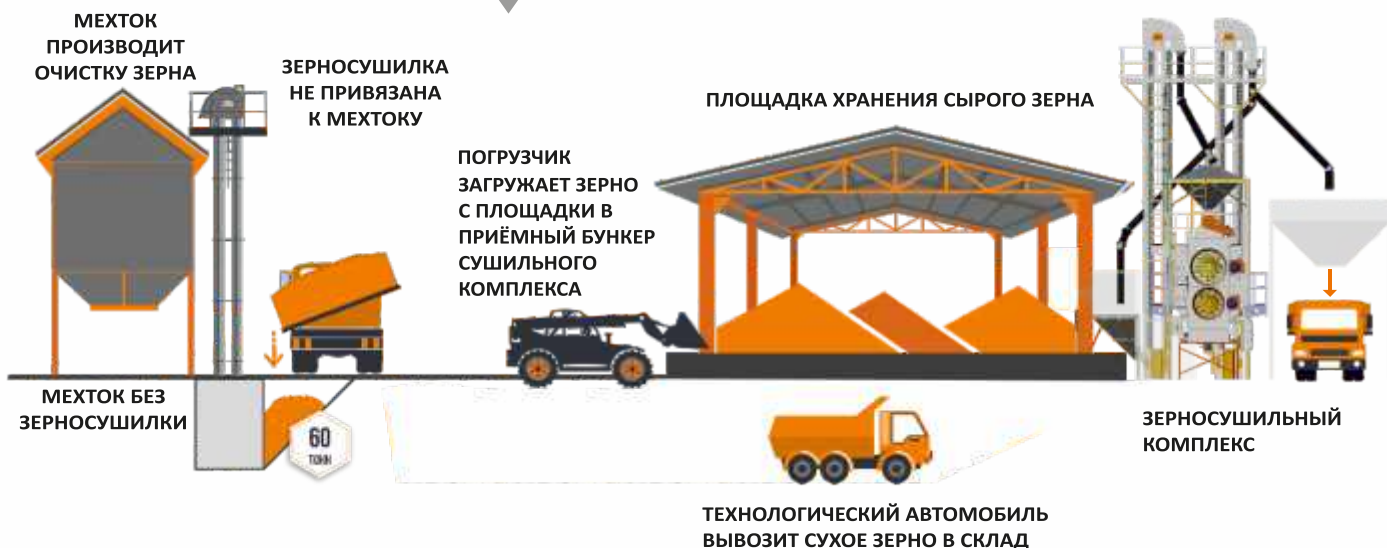 МЕХТОК
ПРОИЗВОДИТ
ОЧИСТКУ ЗЕРНА
ЗЕРНОСУШИЛКА
НЕ ПРИВЯЗАНА
К МЕХТОКУ
ПОГРУЗЧИК
ЗАГРУЖАЕТ ЗЕРНО
С ПЛОЩАДКИ В
ПРИЁМНЫЙ БУНКЕР
СУШИЛЬНОГО
КОМПЛЕКСА
ПЛОЩАДКА ХРАНЕНИЯ СЫРОГО ЗЕРНА
МЕХТОК БЕЗ
ЗЕРНОСУШИЛКИ
60
ТОНН
ЗЕРНОСУШИЛЬНЫЙ
КОМПЛЕКС
ТЕХНОЛОГИЧЕСКИЙ АВТОМОБИЛЬ
ВЫВОЗИТ СУХОЕ ЗЕРНО В СКЛАД